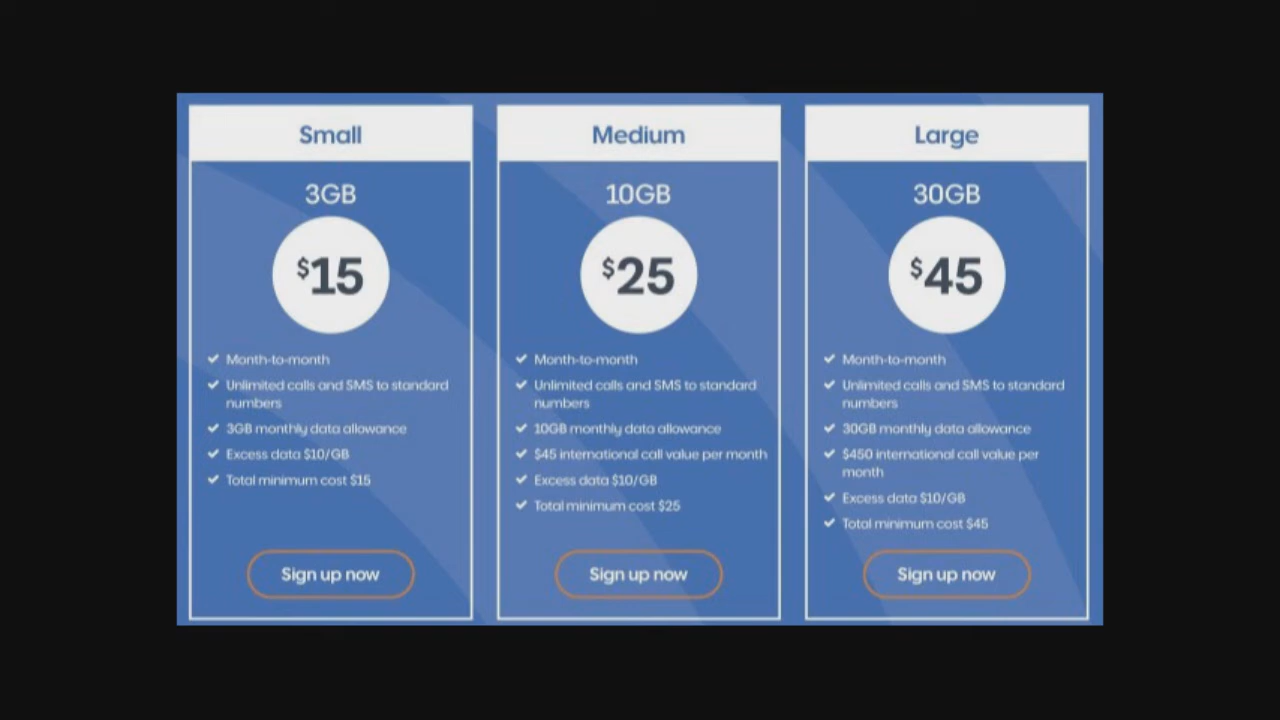 Small
3GB
$15
Month-to-month
Unlimited calls and SMS to standard
numbers
3GB monthly data allowance
Excess data $10/GB
Total minimum cost $15
Sign up now
Medium
10GB
$25
Month-to-month
Unlimited calls and SMS to standard
numbers
10GB monthly data allowance
$45 international call value per month
Excess data $10/GB
Total minimum cost $25
Sign up now
Large
30GB
$45
Month-to-month
Unlimited calls and SMS to standard
numbers
30GB monthly data allowance
$450 international call value per
month
Excess data $10/GB
Total minimum cost $45
Sign up now